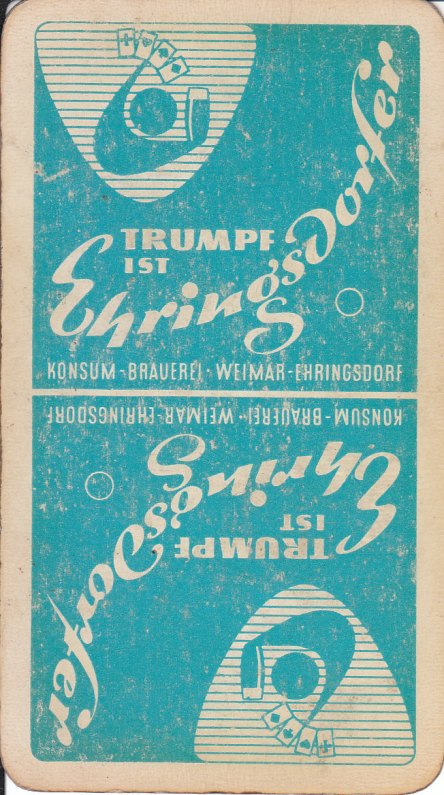 TRUMPF
IST
Ehringsdorfer
KONSUM-BRAUEREI · WEIMAR-EHRINGSDORF
KONSUM-BRAUEREI · WEIMAR-EHRINGSDORF
Ehringsdorfer
IST
TRUMPF